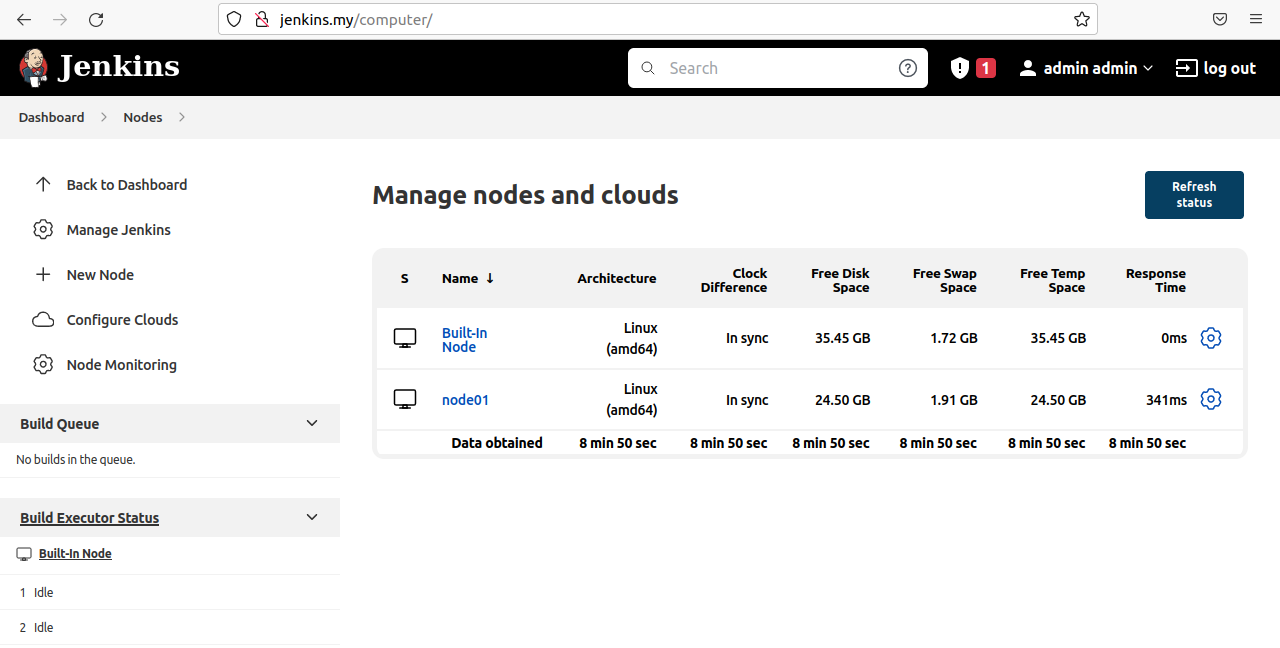 jenkins.my/computer/
Jenkins
Search
1
admin admin
log out
Dashboard
Nodes
Back to Dashboard
Manage Jenkins
New Node
Configure Clouds
Node Monitoring
Build Queue
No builds in the queue.
Build Executor Status
Built-In Node
1 Idle
2 Idle
Manage nodes and clouds
Refresh
status
S Name ↓ Architecture Clock Difference Free Disk Space Free Swap Space Free Temp Space Response Time
Built-In Node Linux (amd64) In sync 35.45 GB 1.72 GB 35.45 GB 0ms
node01 Linux (amd64) In sync 24.50 GB 1.91 GB 24.50 GB 341ms
Data obtained 8 min 50 sec 8 min 50 sec 8 min 50 sec 8 min 50 sec 8 min 50 sec 8 min 50 sec